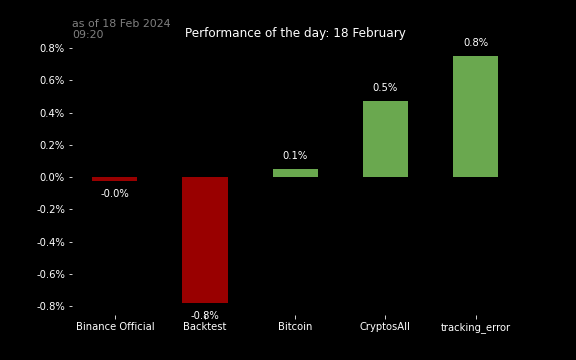 as of 18 Feb 2024
09:20
Performance of the day: 18 February
0.8%
0.6%
0.4%
0.2%
0.0%
-0.2%
-0.4%
-0.6%
-0.8%
-0.0%
-0.8%
0.1%
0.5%
0.8%
Binance Official
Backtest
Bitcoin
CryptosAll
tracking_error